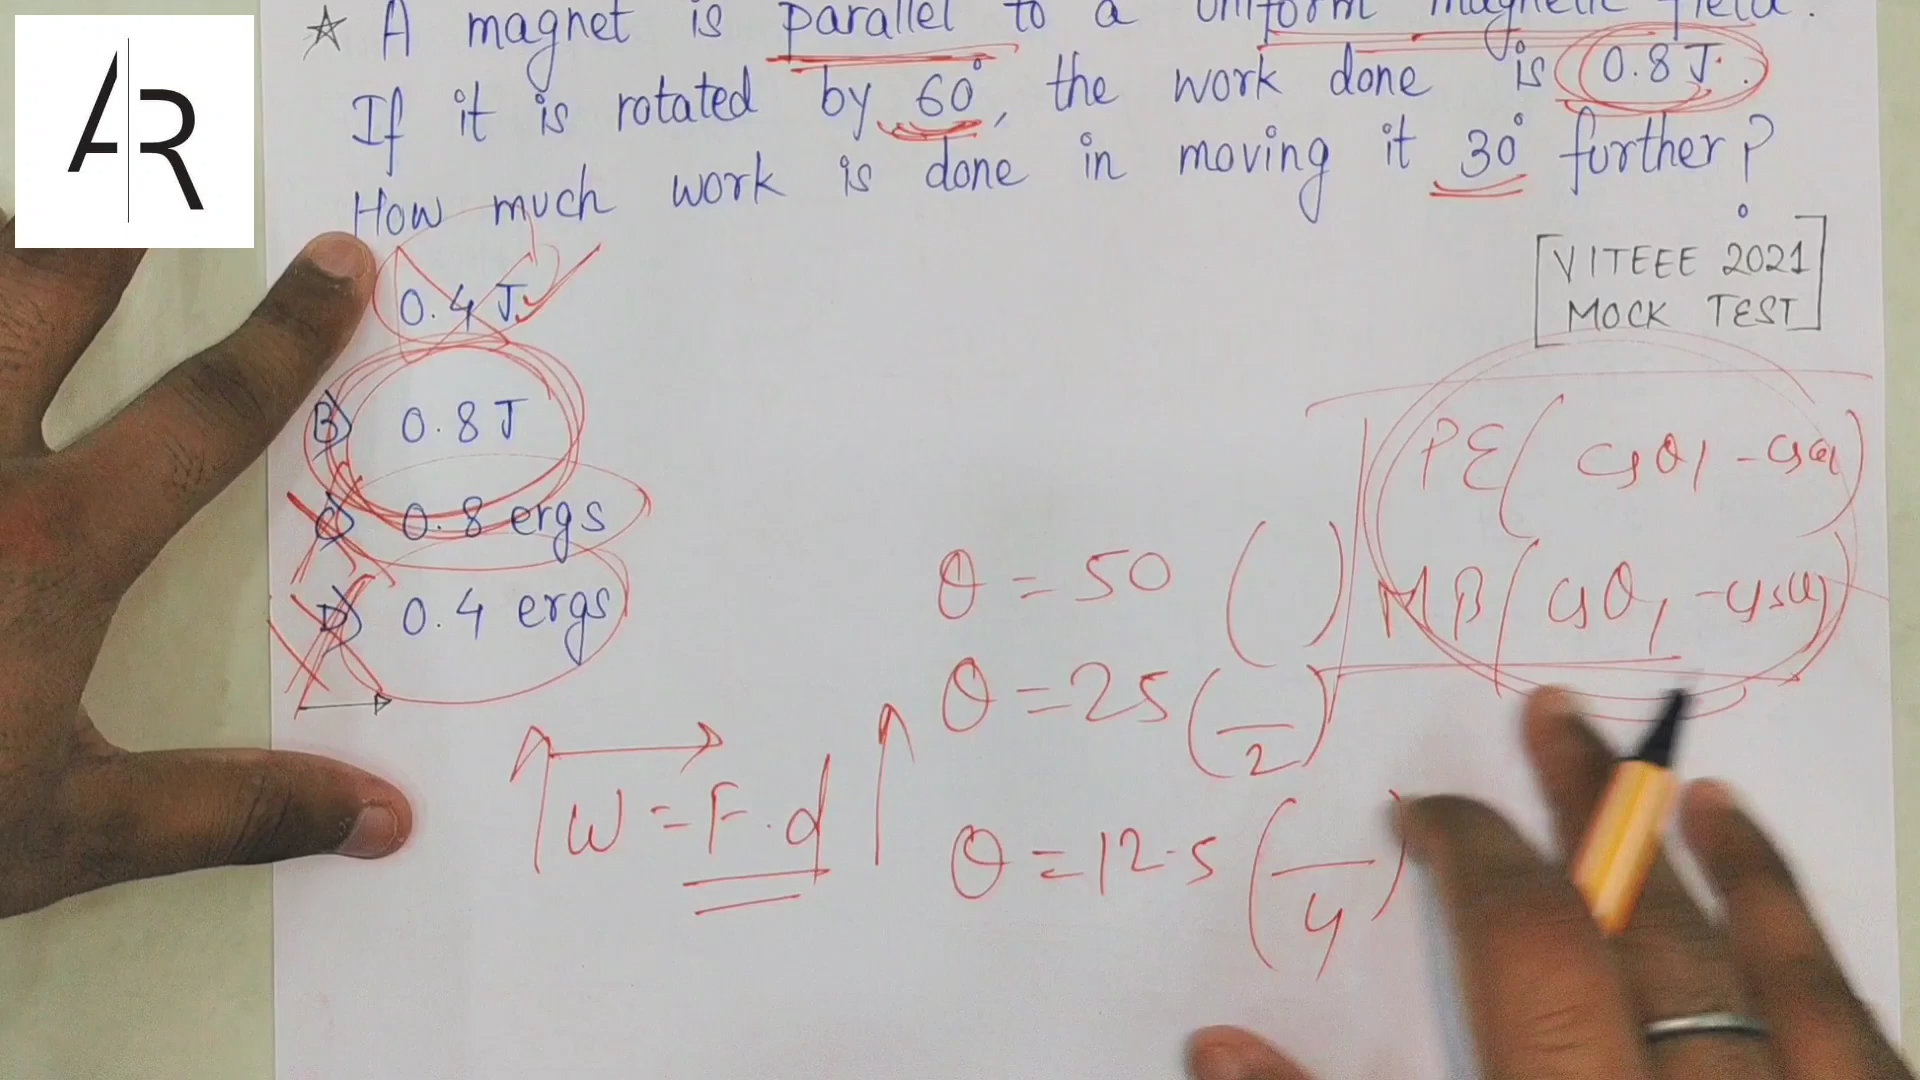 AR
☆ A magnet is parallel to a uniform magnetic field.
If it is rotated by 60°, the work done is 0.8 J.
How much work is done in moving it 30° further?
[VITEEE 2021
MOCK TEST]
0.4 J
B) 0.8 J
C) 0.8 ergs
D) 0.4 ergs
PE(
θ = 50 ( )
MB(
θ = 25 (/2)
W = F.d
θ = 12.5 (/4)